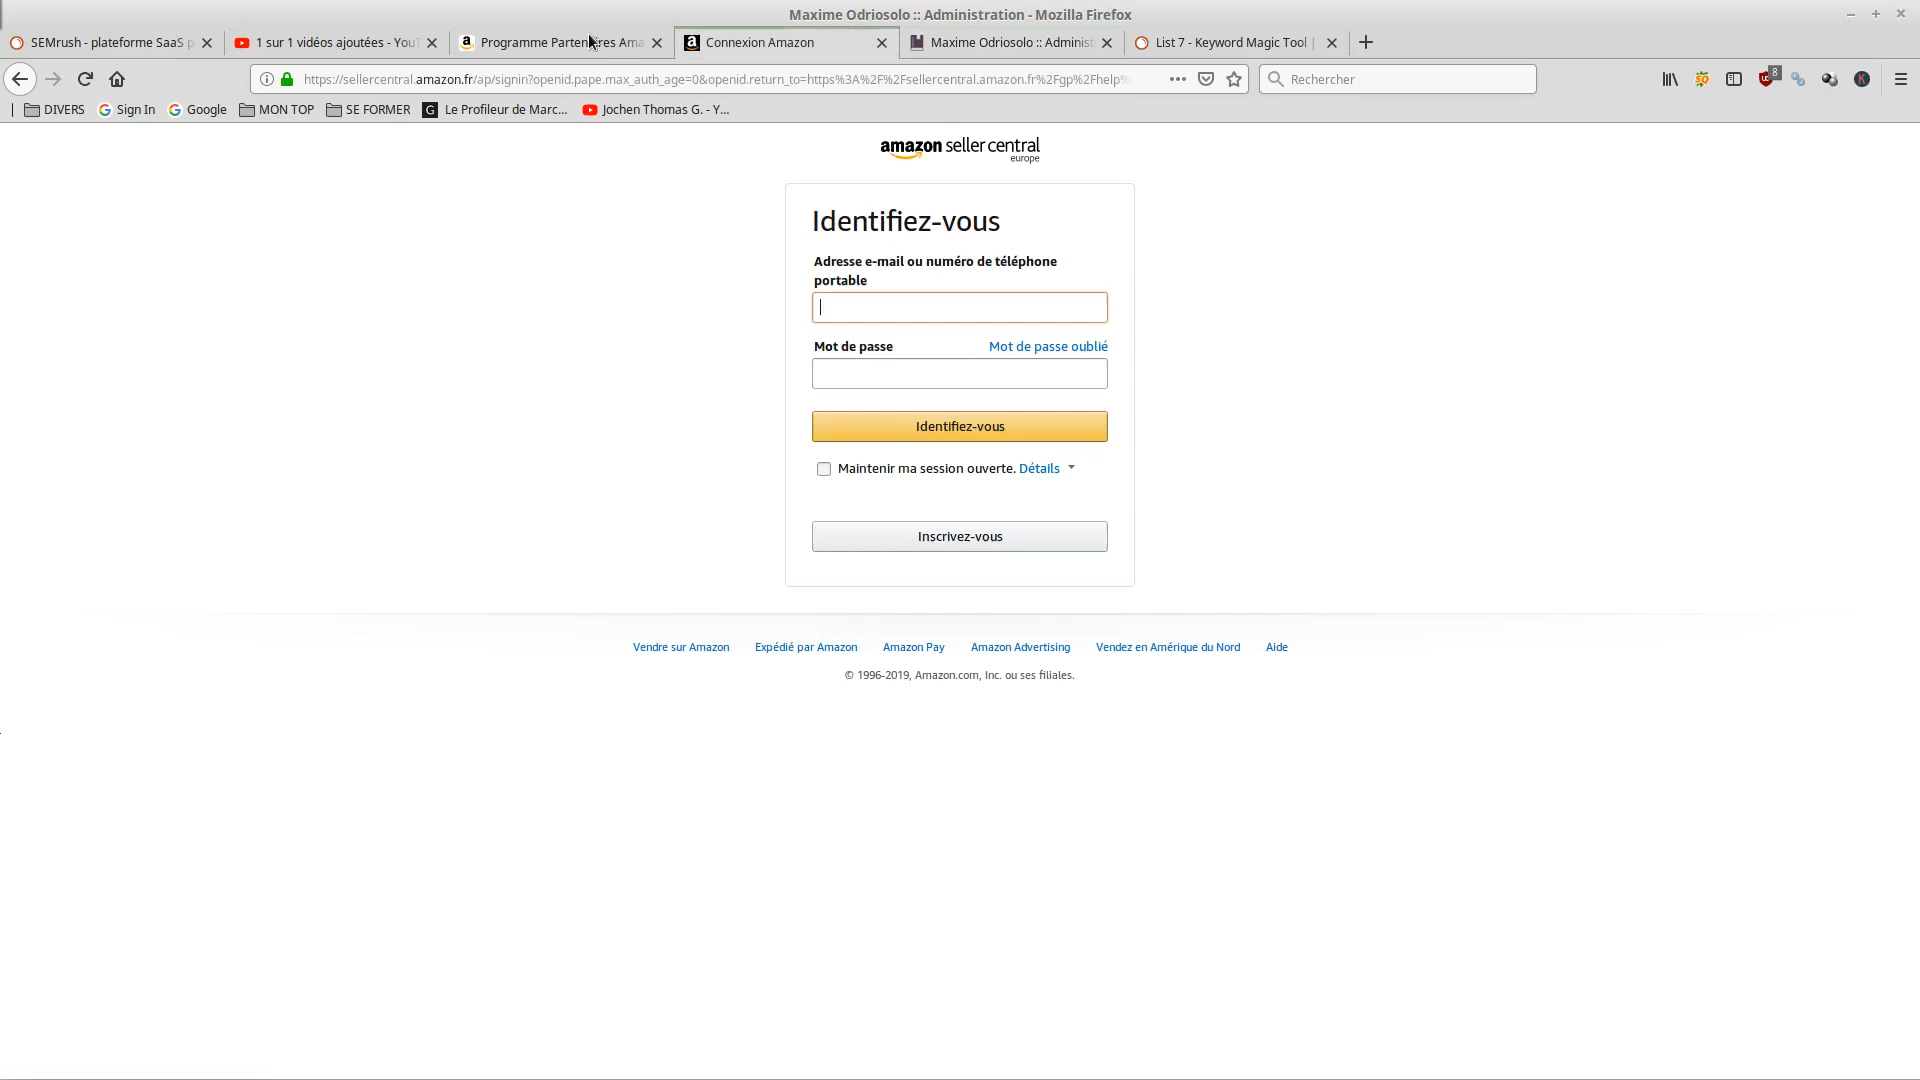 Maxime Odriosolo :: Administration - Mozilla Firefox
SEMrush - plateforme SaaS p
1 sur 1 vidéos ajoutées - YouT
Programme Partenaires Ama
Connexion Amazon
Maxime Odriosolo :: Administ
List 7 - Keyword Magic Tool |
https://sellercentral.amazon.fr/ap/signin?openid.pape.max_auth_age=0&openid.return_to=https%3A%2F%2Fsellercentral.amazon.fr%2Fgp%2Fhelp%
Rechercher
8
DIVERS
Sign In
Google
MON TOP
SE FORMER
Le Profileur de Marc...
Jochen Thomas G. - Y...
amazon seller central
europe
Identifiez-vous
Adresse e-mail ou numéro de téléphone
portable
Mot de passe
Mot de passe oublié
Identifiez-vous
Maintenir ma session ouverte. Détails
Inscrivez-vous
Vendre sur Amazon
Expédié par Amazon
Amazon Pay
Amazon Advertising
Vendez en Amérique du Nord
Aide
© 1996-2019, Amazon.com, Inc. ou ses filiales.